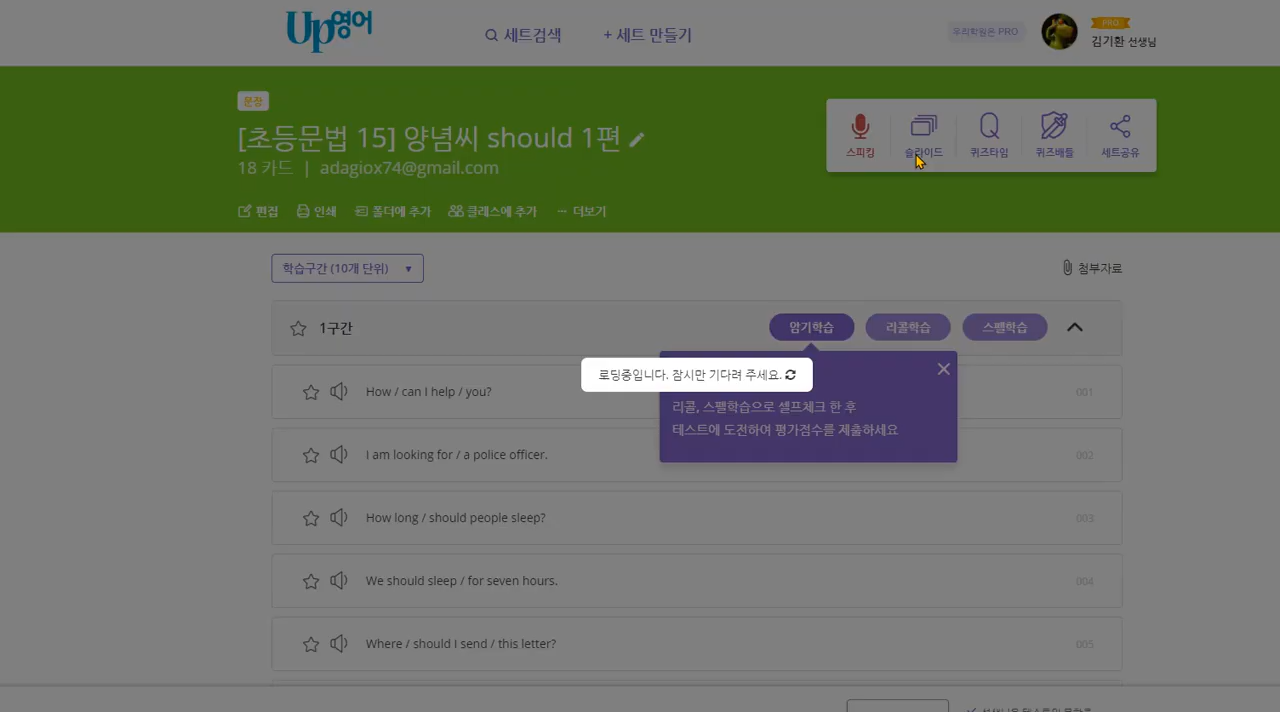 Up영어
세트검색
+ 세트 만들기
우리학원은 PRO
PRO
김기환 선생님
문장
[초등문법 15] 양념씨 should 1편
18 카드 | adagiox74@gmail.com
편집
인쇄
폴더에 추가
클래스에 추가
··· 더보기
스피킹
슬라이드
퀴즈타임
퀴즈배틀
세트공유
학습구간 (10개 단위) ▼
첨부자료
1구간
암기학습
리콜학습
스펠학습
로딩중입니다. 잠시만 기다려 주세요.
리콜, 스펠학습으로 셀프체크 한 후
테스트에 도전하여 평가점수를 제출하세요
How / can I help / you?
001
I am looking for / a police officer.
002
How long / should people sleep?
003
We should sleep / for seven hours.
004
Where / should I send / this letter?
005